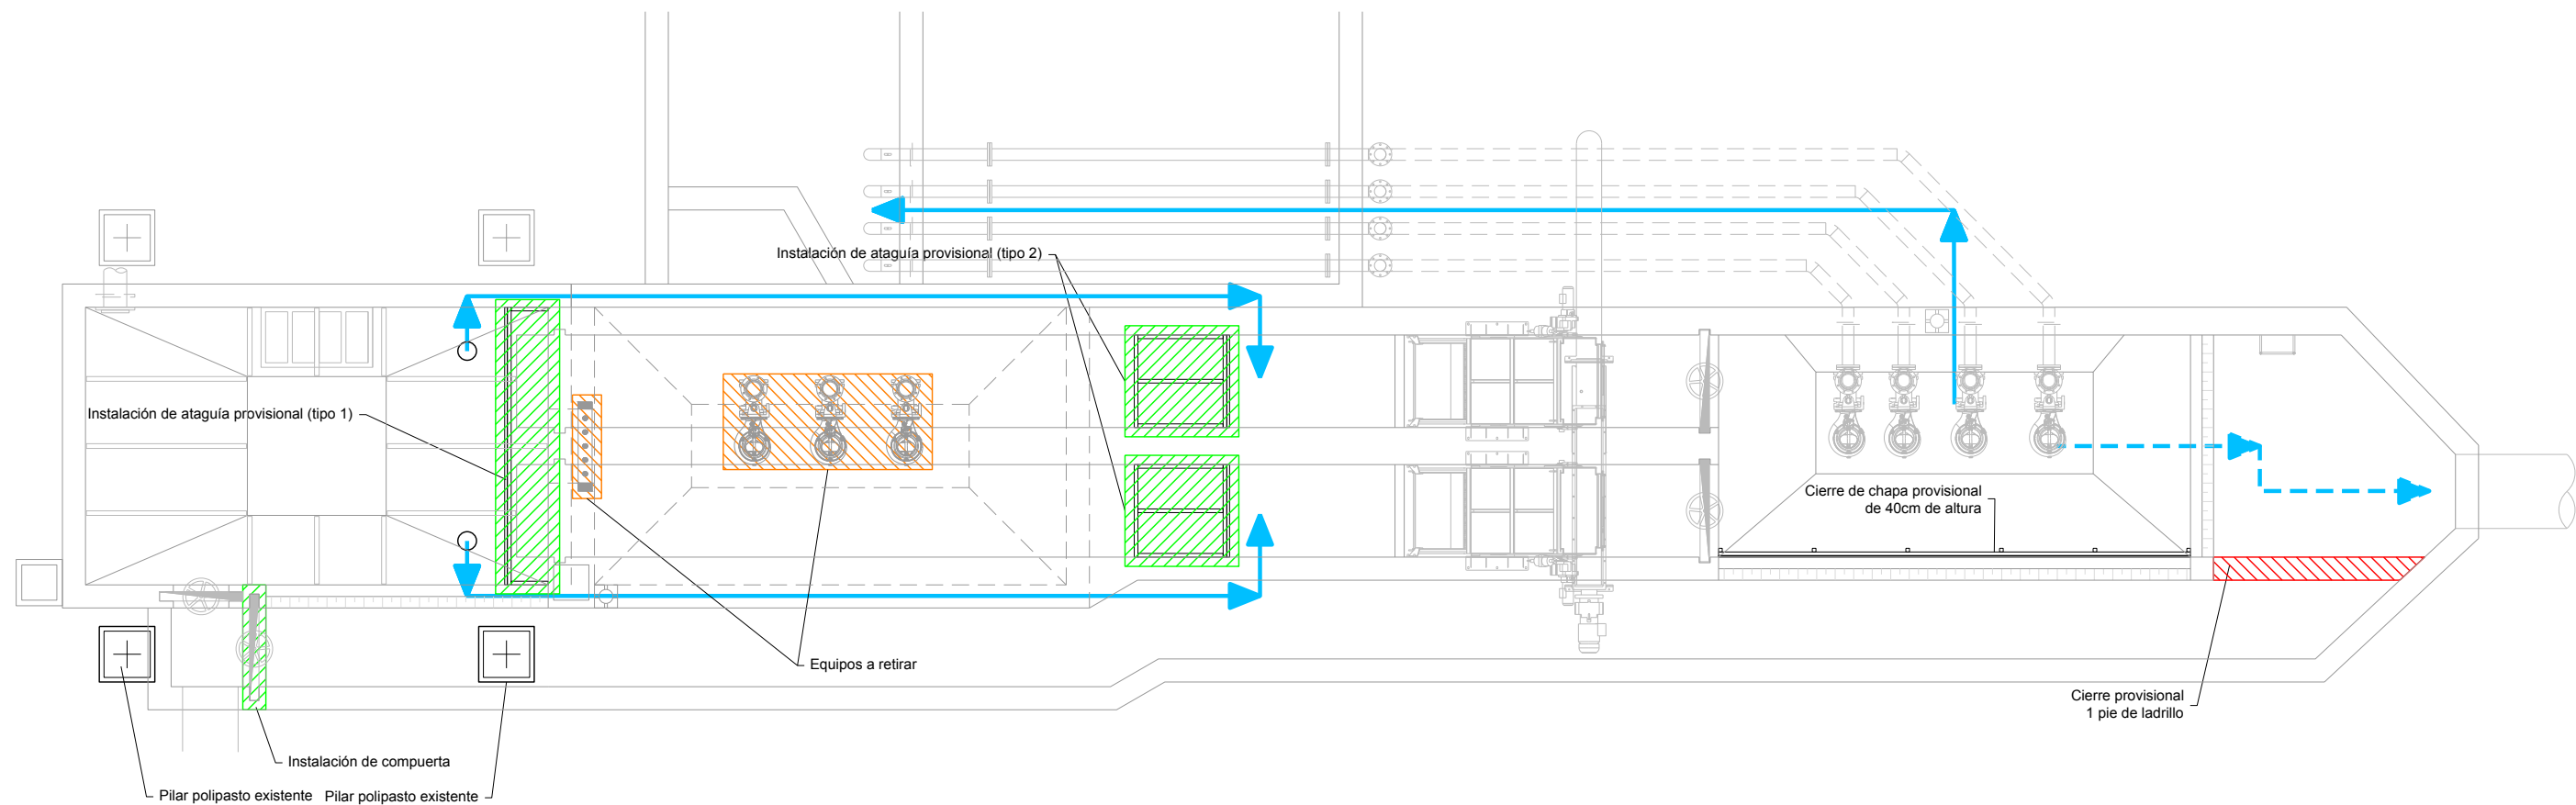 Instalación de ataguía provisional (tipo 2)
Instalación de ataguía provisional (tipo 1)
Cierre de chapa provisional
de 40cm de altura
Equipos a retirar
Cierre provisional
1 pie de ladrillo
Instalación de compuerta
Pilar polipasto existente
Pilar polipasto existente